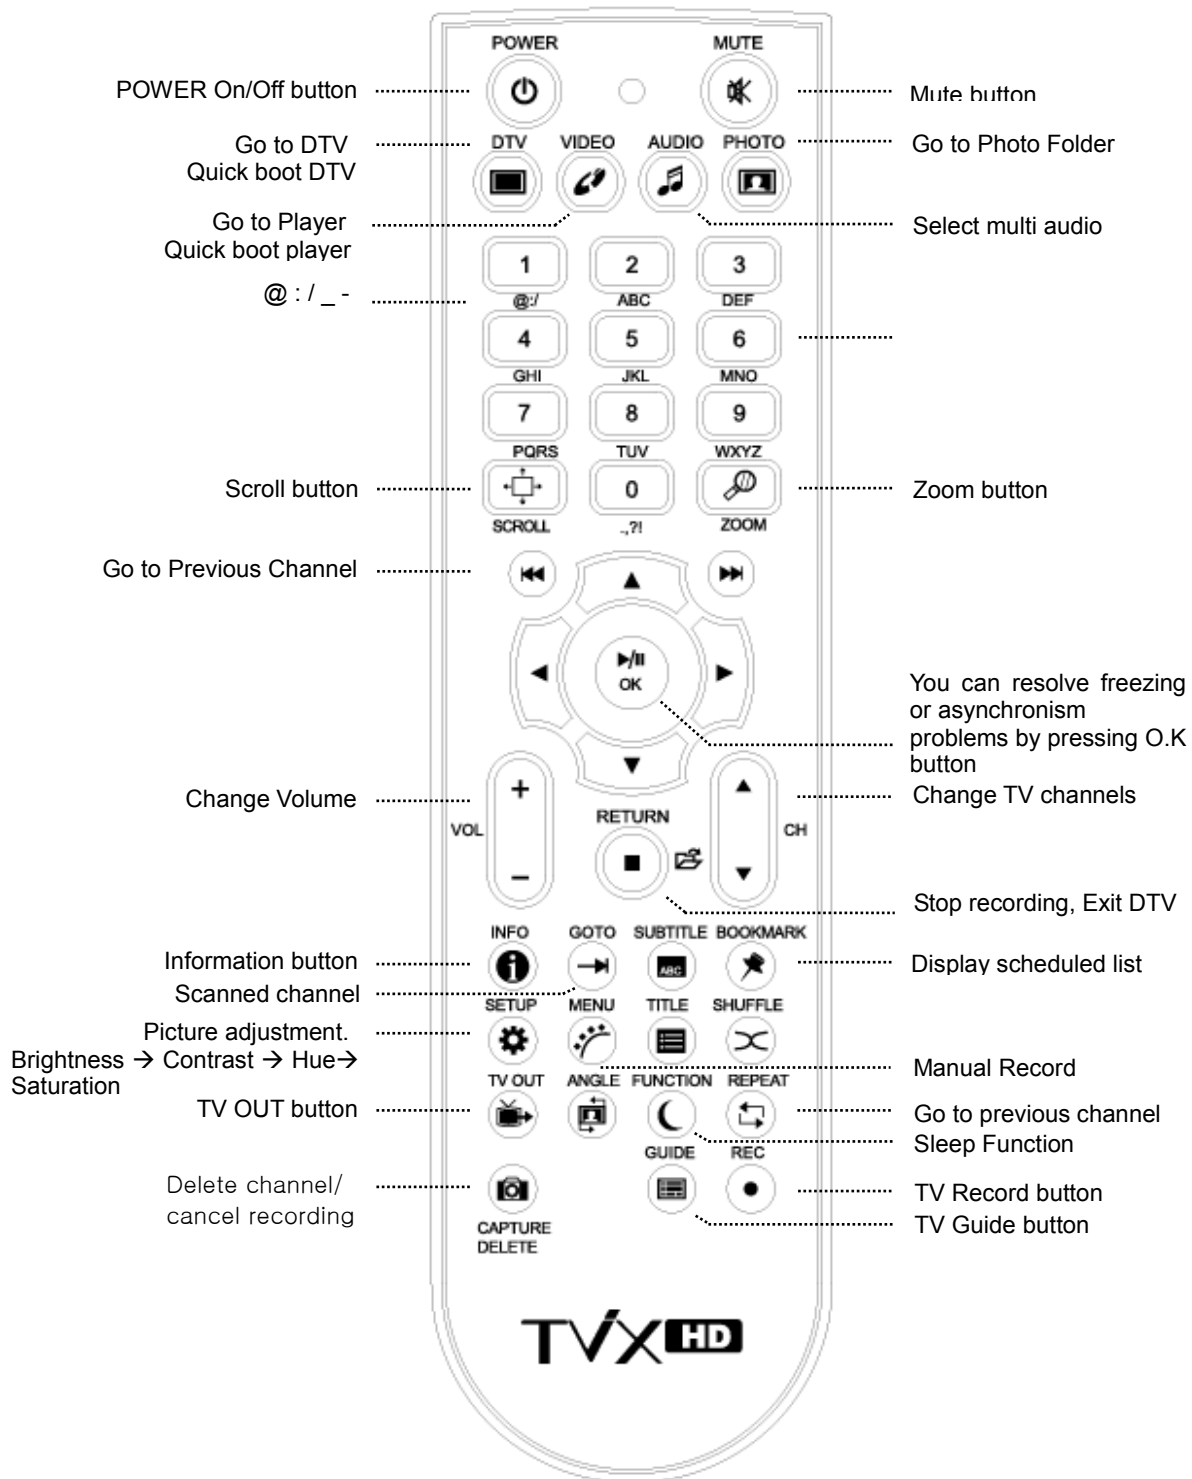 POWER MUTE
POWER On/Off button
Mute button
DTV VIDEO AUDIO PHOTO
Go to DTV
Quick boot DTV
Go to Photo Folder
Go to Player
Quick boot player
Select multi audio
1 2 3
@ : / _ -
@:/ ABC DEF
4 5 6
GHI JKL MNO
7 8 9
PQRS TUV WXYZ
Scroll button
0
Zoom button
SCROLL .,?! ZOOM
Go to Previous Channel
OK
You can resolve freezing
or asynchronism
problems by pressing O.K
button
Change Volume
+
Change TV channels
RETURN
VOL CH
−
Stop recording, Exit DTV
INFO GOTO SUBTITLE BOOKMARK
Information button
ABC
Display scheduled list
Scanned channel
SETUP MENU TITLE SHUFFLE
Picture adjustment.
Brightness → Contrast → Hue→
Saturation
Manual Record
TV OUT ANGLE FUNCTION REPEAT
TV OUT button
Go to previous channel
Sleep Function
GUIDE REC
Delete channel/
cancel recording
TV Record button
TV Guide button
CAPTURE
DELETE
TViX HD